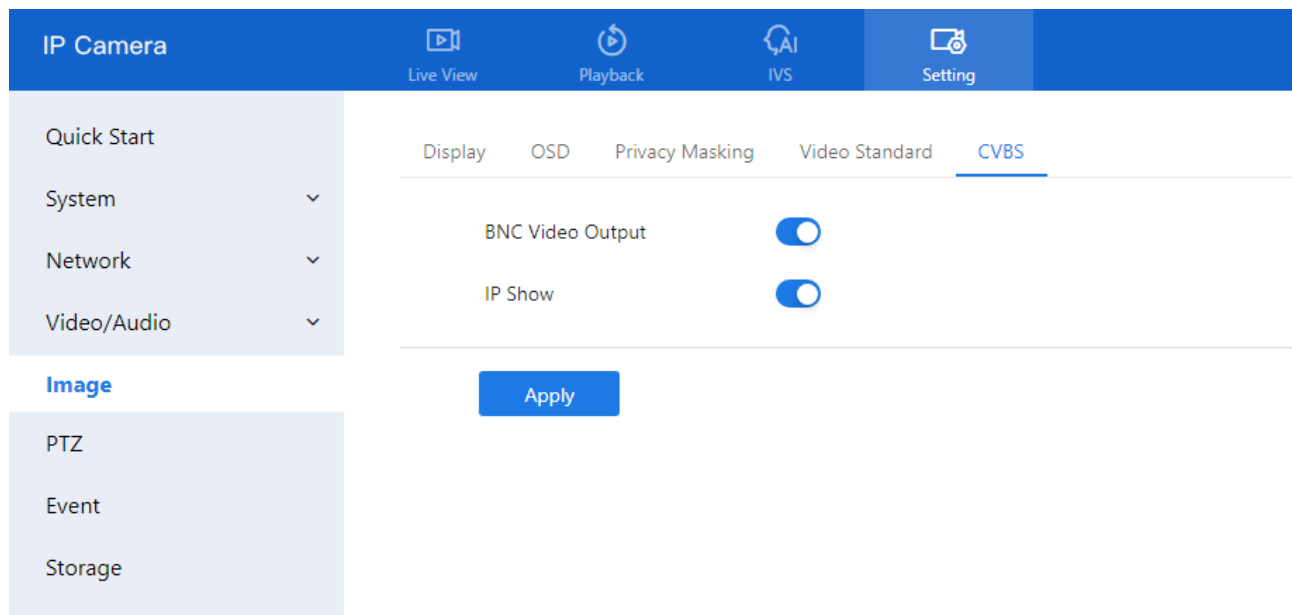 IP Camera
Live View
Playback
AI
IVS
Setting
Quick Start
System
Network
Video/Audio
Image
PTZ
Event
Storage
Display OSD Privacy Masking Video Standard CVBS
BNC Video Output
IP Show
Apply